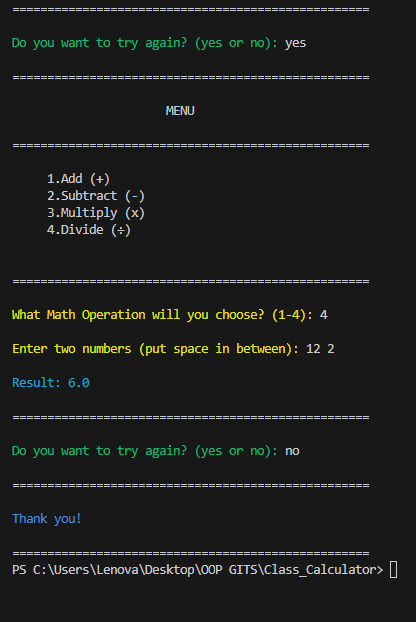 ===================================================
Do you want to try again? (yes or no): yes
===================================================
MENU
===================================================
1.Add (+)
2.Subtract (-)
3.Multiply (x)
4.Divide (÷)
===================================================
What Math Operation will you choose? (1-4): 4
Enter two numbers (put space in between): 12 2
Result: 6.0
===================================================
Do you want to try again? (yes or no): no
===================================================
Thank you!
===================================================
PS C:\Users\Lenova\Desktop\OOP GITS\Class_Calculator>